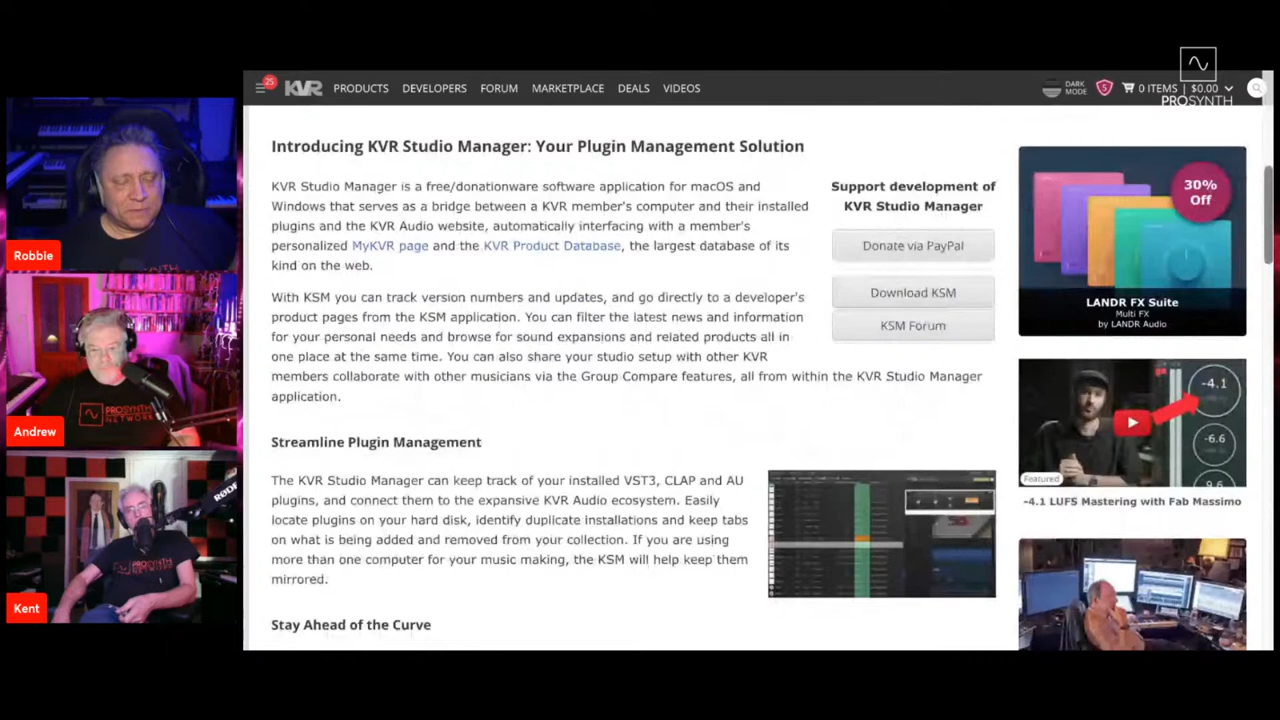 25
KVR
PRODUCTS
DEVELOPERS
FORUM
MARKETPLACE
DEALS
VIDEOS
DARK
MODE
5
0 ITEMS
$0.00
PROSYNTH
Introducing KVR Studio Manager: Your Plugin Management Solution
KVR Studio Manager is a free/donationware software application for macOS and
Windows that serves as a bridge between a KVR member's computer and their installed
plugins and the KVR Audio website, automatically interfacing with a member's
personalized MyKVR page and the KVR Product Database, the largest database of its
kind on the web.
With KSM you can track version numbers and updates, and go directly to a developer's
product pages from the KSM application. You can filter the latest news and information
for your personal needs and browse for sound expansions and related products all in
one place at the same time. You can also share your studio setup with other KVR
members collaborate with other musicians via the Group Compare features, all from within the KVR Studio Manager
application.
Support development of
KVR Studio Manager
Donate via PayPal
Download KSM
KSM Forum
Streamline Plugin Management
The KVR Studio Manager can keep track of your installed VST3, CLAP and AU
plugins, and connect them to the expansive KVR Audio ecosystem. Easily
locate plugins on your hard disk, identify duplicate installations and keep tabs
on what is being added and removed from your collection. If you are using
more than one computer for your music making, the KSM will help keep them
mirrored.
Stay Ahead of the Curve
30%
Off
LANDR FX Suite
Multi FX
by LANDR Audio
-4.1
-6.6
9.6
Featured
-4.1 LUFS Mastering with Fab Massimo
Robbie
PROSYNTH
NETWORK
Andrew
RØDE
Kent